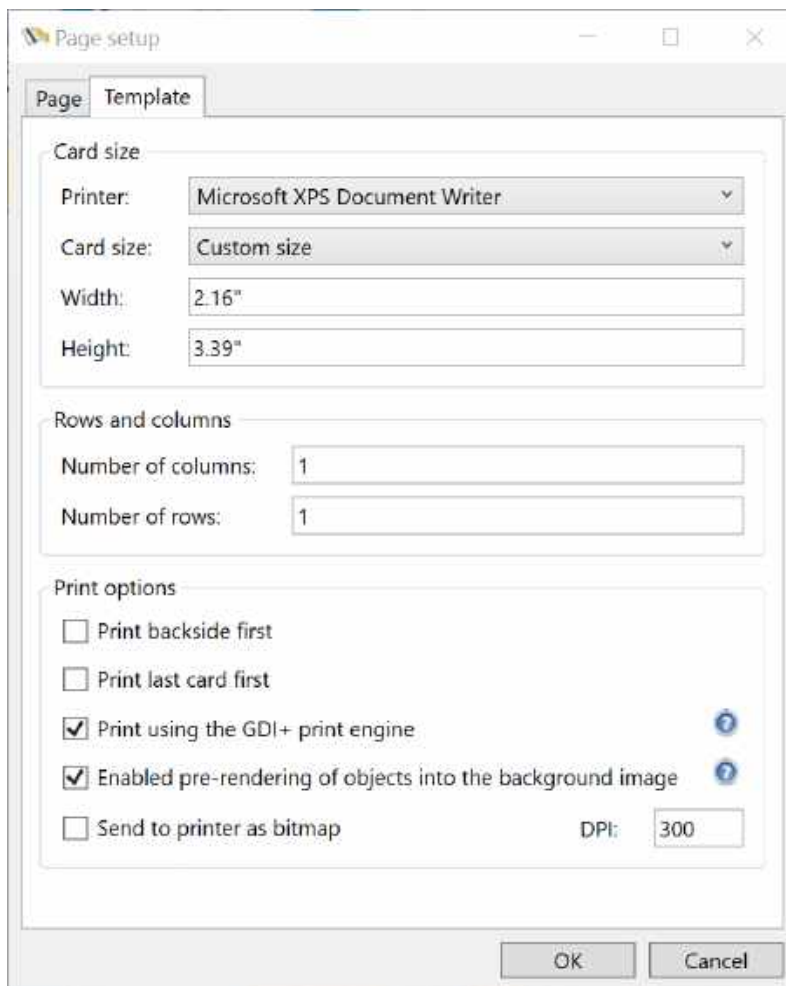 Page setup
Page Template
Card size
Printer: Microsoft XPS Document Writer
Card size: Custom size
Width: 2.16"
Height: 3.39"
Rows and columns
Number of columns: 1
Number of rows: 1
Print options
Print backside first
Print last card first
Print using the GDI+ print engine
Enabled pre-rendering of objects into the background image
Send to printer as bitmap DPI: 300
OK Cancel